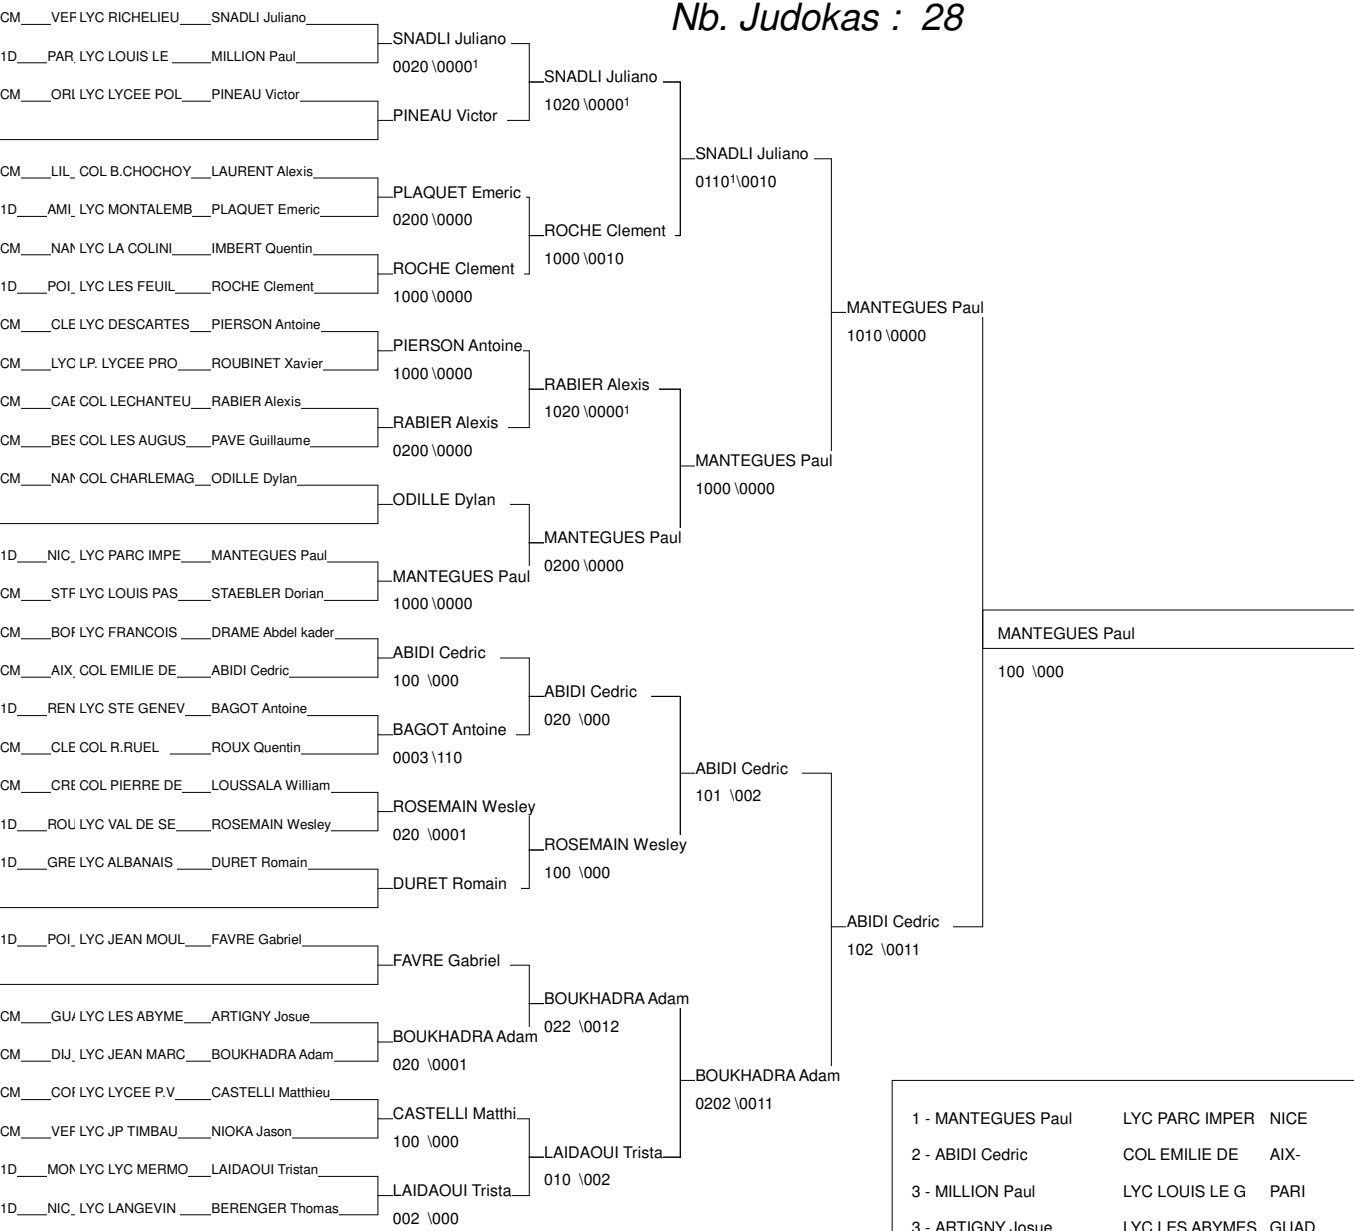 Nb. Judokas : 28
CM VEF LYC RICHELIEU SNADLI Juliano
1D PAR LYC LOUIS LE MILLION Paul
CM ORL LYC LYCEE POL PINEAU Victor
CM LIL COL B.CHOCHOY LAURENT Alexis
1D AMI LYC MONTALEMB PLAQUET Emeric
CM NAN LYC LA COLINI IMBERT Quentin
1D POI LYC LES FEUIL ROCHE Clement
CM CLE LYC DESCARTES PIERSON Antoine
CM LYO LP. LYCEE PRO ROUBINET Xavier
CM CAE COL LECHANTEU RABIER Alexis
CM BES COL LES AUGUS PAVE Guillaume
CM NAN COL CHARLEMAG ODILLE Dylan
1D NIC LYC PARC IMPE MANTEGUES Paul
CM STR LYC LOUIS PAS STAEBLER Dorian
CM BOR LYC FRANCOIS DRAME Abdel kader
CM AIX COL EMILIE DE ABIDI Cedric
1D REN LYC STE GENEV BAGOT Antoine
CM CLE COL R.RUEL ROUX Quentin
CM CRE COL PIERRE DE LOUSSALA William
1D ROU LYC VAL DE SE ROSEMAIN Wesley
1D GRE LYC ALBANAIS DURET Romain
1D POI LYC JEAN MOUL FAVRE Gabriel
CM GUA LYC LES ABYME ARTIGNY Josue
CM DIJ LYC JEAN MARC BOUKHADRA Adam
CM COR LYC LYCEE P.V CASTELLI Matthieu
CM VER LYC JP TIMBAU NIOKA Jason
1D MON LYC LYC MERMO LAIDAOUI Tristan
1D NIC LYC LANGEVIN BERENGER Thomas
SNADLI Juliano
0020 \0000¹
PINEAU Victor
PLAQUET Emeric
0200 \0000
ROCHE Clement
1000 \0000
PIERSON Antoine
1000 \0000
RABIER Alexis
0200 \0000
ODILLE Dylan
MANTEGUES Paul
1000 \0000
ABIDI Cedric
100 \000
BAGOT Antoine
0003 \110
ROSEMAIN Wesley
020 \0001
DURET Romain
FAVRE Gabriel
BOUKHADRA Adam
020 \0001
CASTELLI Matthi
100 \000
LAIDAOUI Trista
002 \000
SNADLI Juliano
1020 \0000¹
ROCHE Clement
1000 \0010
RABIER Alexis
1020 \0000¹
MANTEGUES Paul
0200 \0000
ABIDI Cedric
020 \000
ROSEMAIN Wesley
100 \000
BOUKHADRA Adam
022 \0012
LAIDAOUI Trista
010 \002
SNADLI Juliano
0110¹\0010
MANTEGUES Paul
1000 \0000
ABIDI Cedric
101 \002
BOUKHADRA Adam
0202 \0011
MANTEGUES Paul
1010 \0000
ABIDI Cedric
102 \0011
MANTEGUES Paul
100 \000
1 - MANTEGUES Paul LYC PARC IMPER NICE
2 - ABIDI Cedric COL EMILIE DE AIX-
3 - MILLION Paul LYC LOUIS LE G PARI
3 - ARTIGNY Josue LYC LES ABYMES GUAD